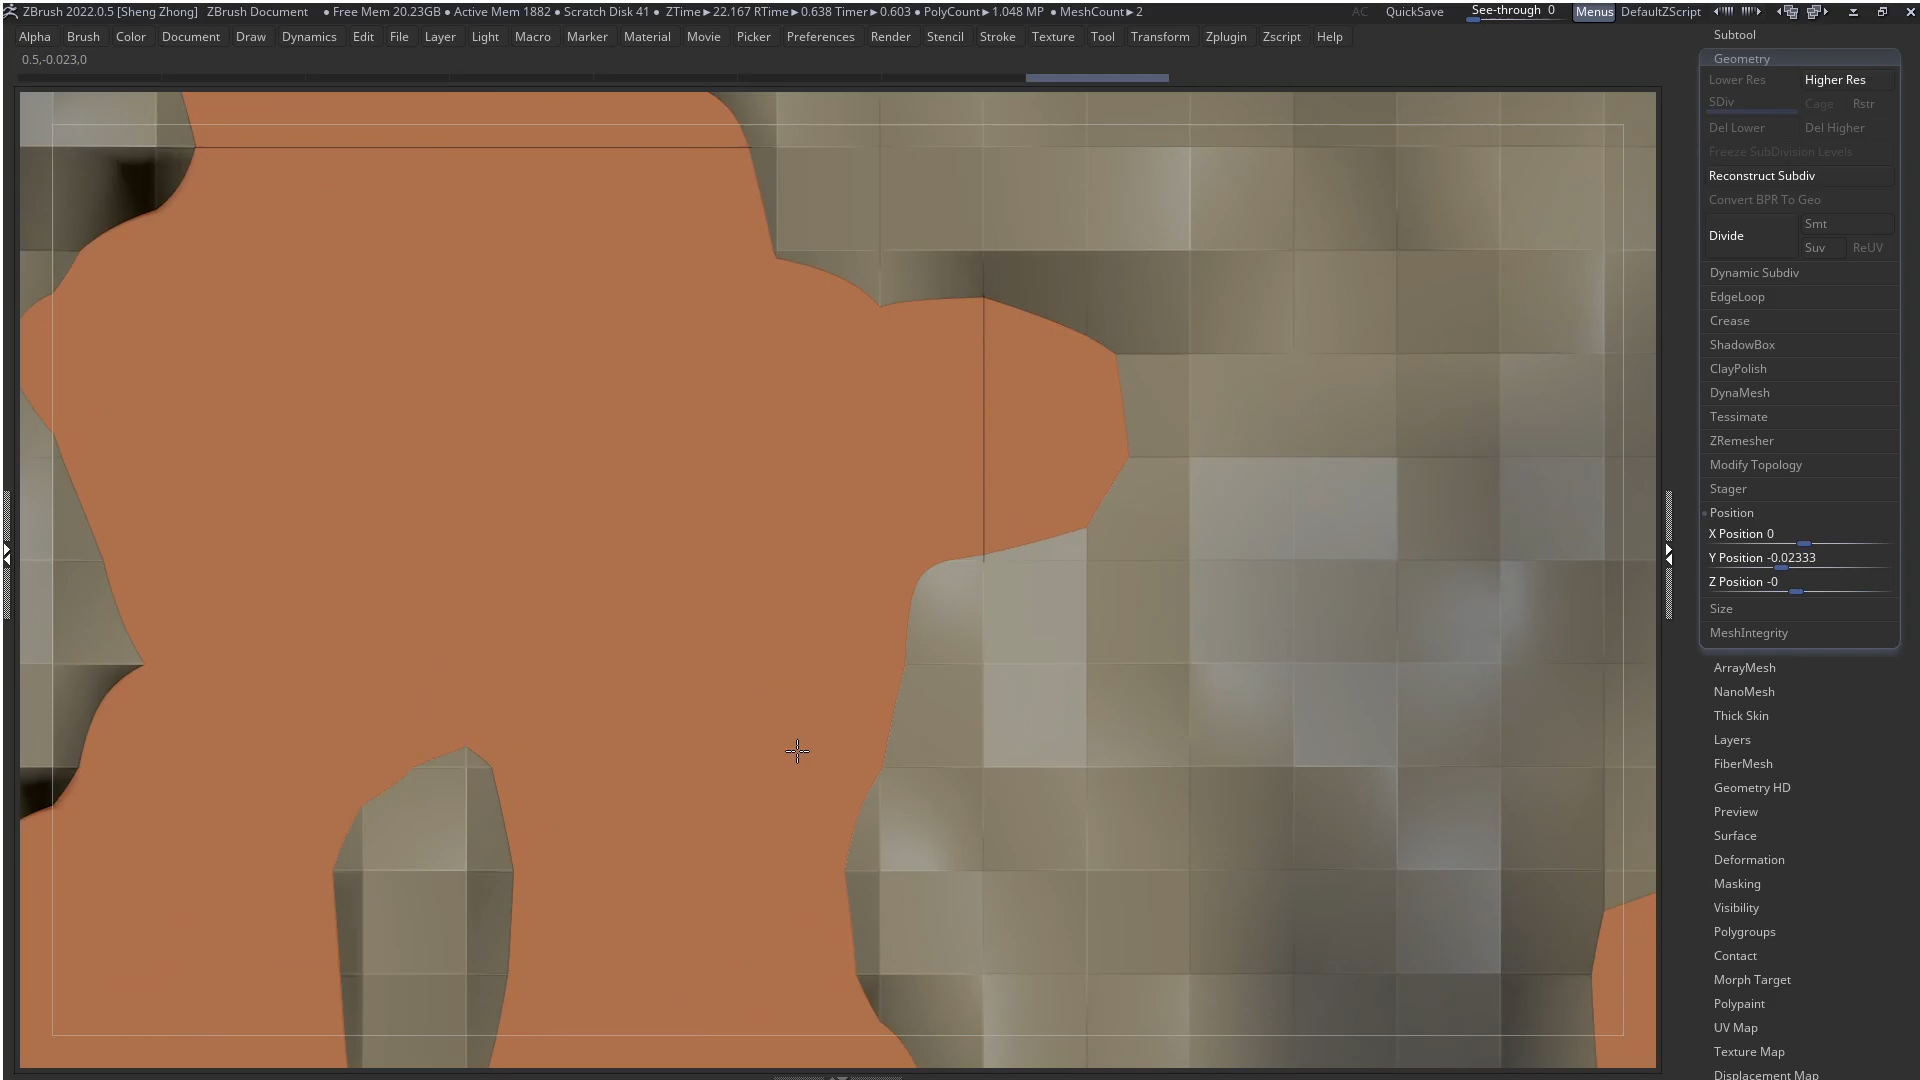 ZBrush 2022.0.5 [Sheng Zhong] ZBrush Document • Free Mem 20.23GB • Active Mem 1882 • Scratch Disk 41 • ZTime►22.167 RTime►0.638 Timer►0.603 • PolyCount►1.048 MP • MeshCount►2 AC QuickSave See-through 0 Menus DefaultZScript
Alpha Brush Color Document Draw Dynamics Edit File Layer Light Macro Marker Material Movie Picker Preferences Render Stencil Stroke Texture Tool Transform Zplugin Zscript Help
0.5,-0.023,0
Subtool
Geometry
Lower Res Higher Res
SDiv Cage Rstr
Del Lower Del Higher
Freeze SubDivision Levels
Reconstruct Subdiv
Convert BPR To Geo
Divide Smt
Suv ReUV
Dynamic Subdiv
EdgeLoop
Crease
ShadowBox
ClayPolish
DynaMesh
Tessimate
ZRemesher
Modify Topology
Stager
Position
X Position 0
Y Position -0.02333
Z Position -0
Size
MeshIntegrity
ArrayMesh
NanoMesh
Thick Skin
Layers
FiberMesh
Geometry HD
Preview
Surface
Deformation
Masking
Visibility
Polygroups
Contact
Morph Target
Polypaint
UV Map
Texture Map
Displacement Map